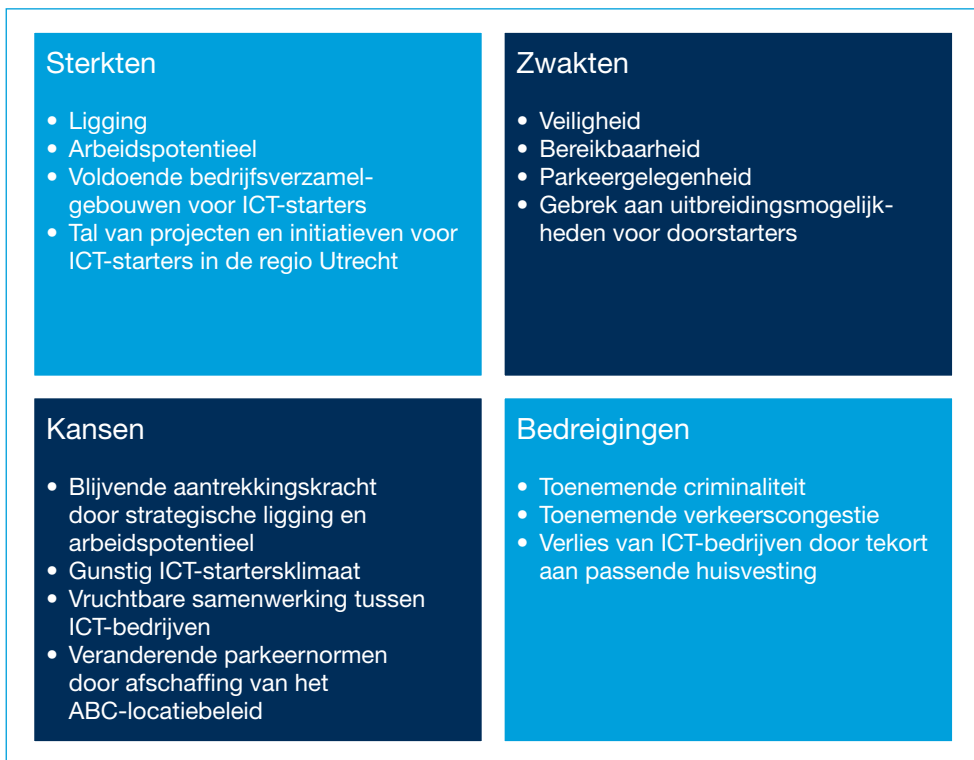 Sterkten
• Ligging
• Arbeidspotentieel
• Voldoende bedrijfsverzamel-
gebouwen voor ICT-starters
• Tal van projecten en initiatieven voor
ICT-starters in de regio Utrecht
Zwakten
• Veiligheid
• Bereikbaarheid
• Parkeergelegenheid
• Gebrek aan uitbreidingsmogelijk-
heden voor doorstarters
Kansen
• Blijvende aantrekkingskracht
door strategische ligging en
arbeidspotentieel
• Gunstig ICT-startersklimaat
• Vruchtbare samenwerking tussen
ICT-bedrijven
• Veranderende parkeernormen
door afschaffing van het
ABC-locatiebeleid
Bedreigingen
• Toenemende criminaliteit
• Toenemende verkeerscongestie
• Verlies van ICT-bedrijven door tekort
aan passende huisvesting